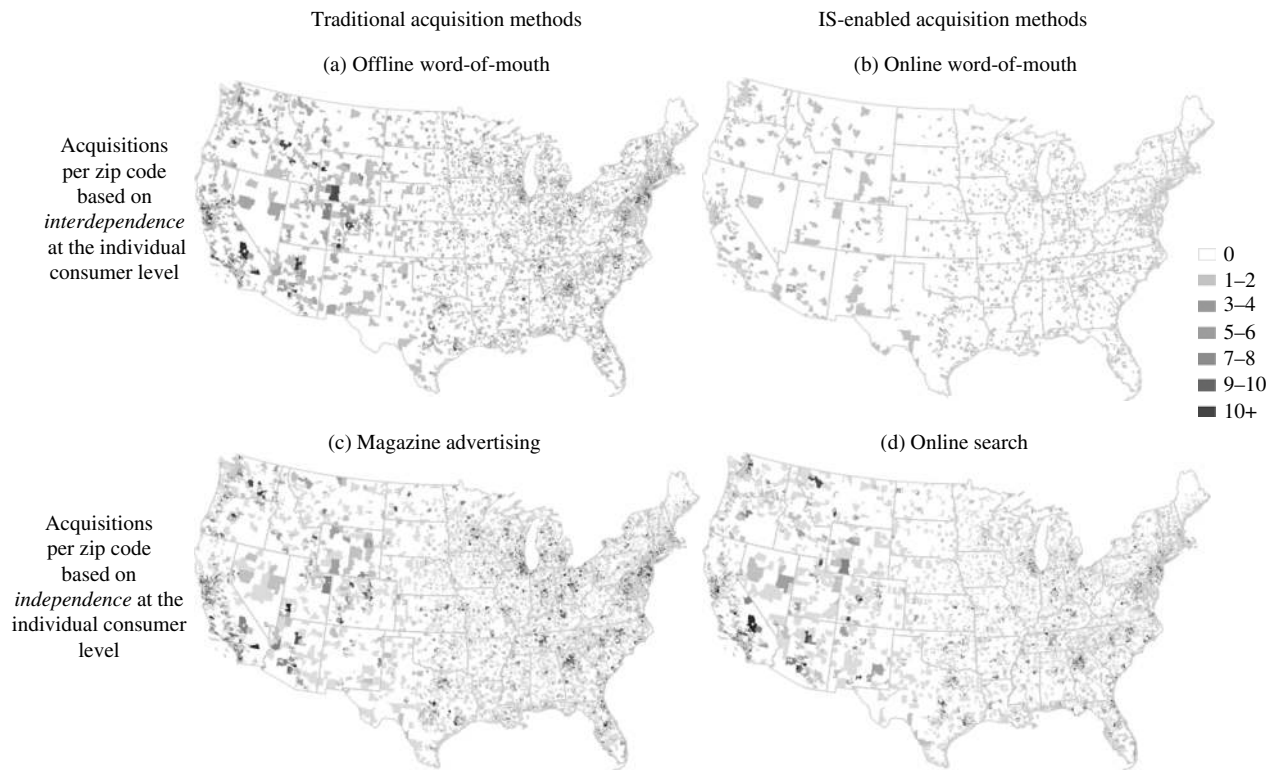 Traditional acquisition methods
IS-enabled acquisition methods
(a) Offline word-of-mouth
(b) Online word-of-mouth
Acquisitions
per zip code
based on
interdependence
at the individual
consumer level
0
1–2
3–4
5–6
7–8
9–10
10+
(c) Magazine advertising
(d) Online search
Acquisitions
per zip code
based on
independence at the
individual consumer
level